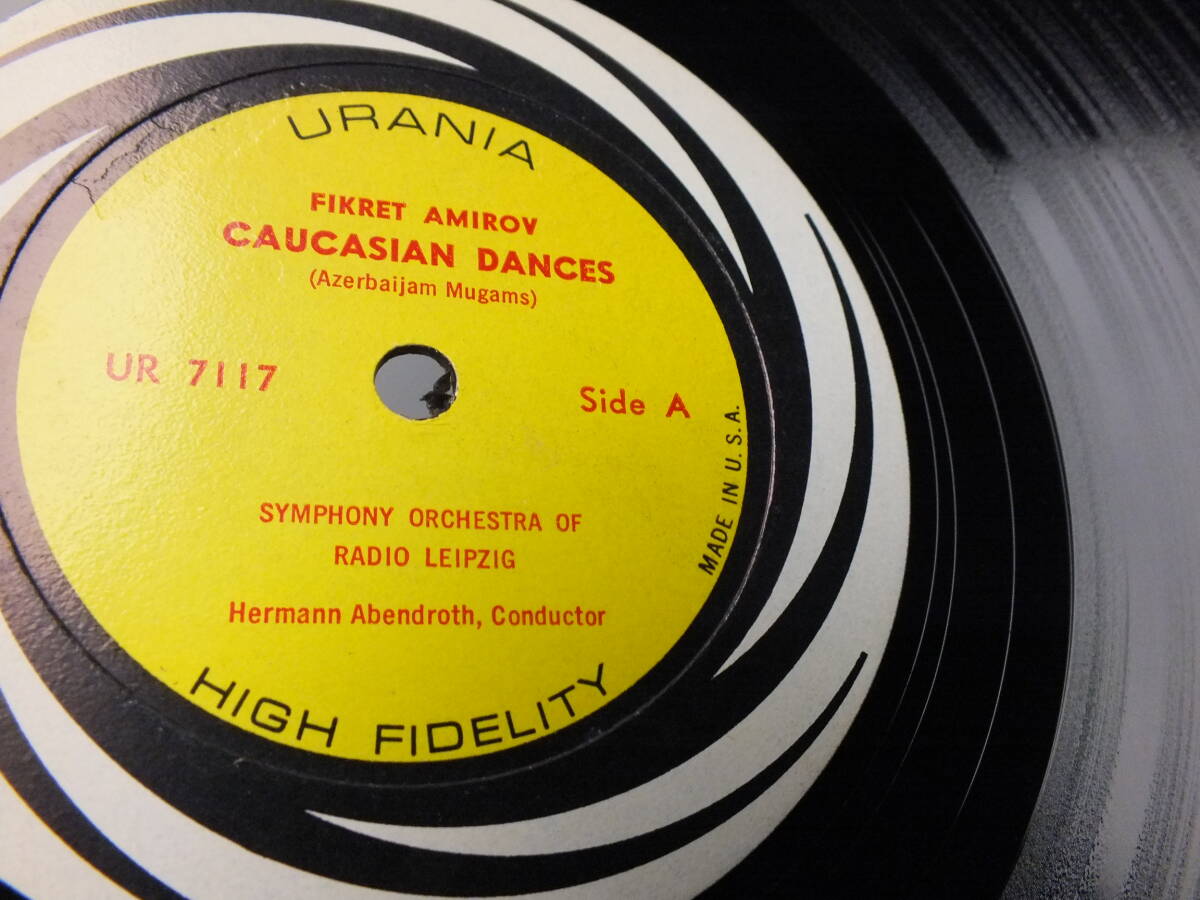 URANIA
FIKRET AMIROV
CAUCASIAN DANCES
(Azerbaijam Mugams)
UR 7117
Side A
MADE IN U.S.A.
SYMPHONY ORCHESTRA OF
RADIO LEIPZIG
Hermann Abendroth, Conductor
HIGH FIDELITY